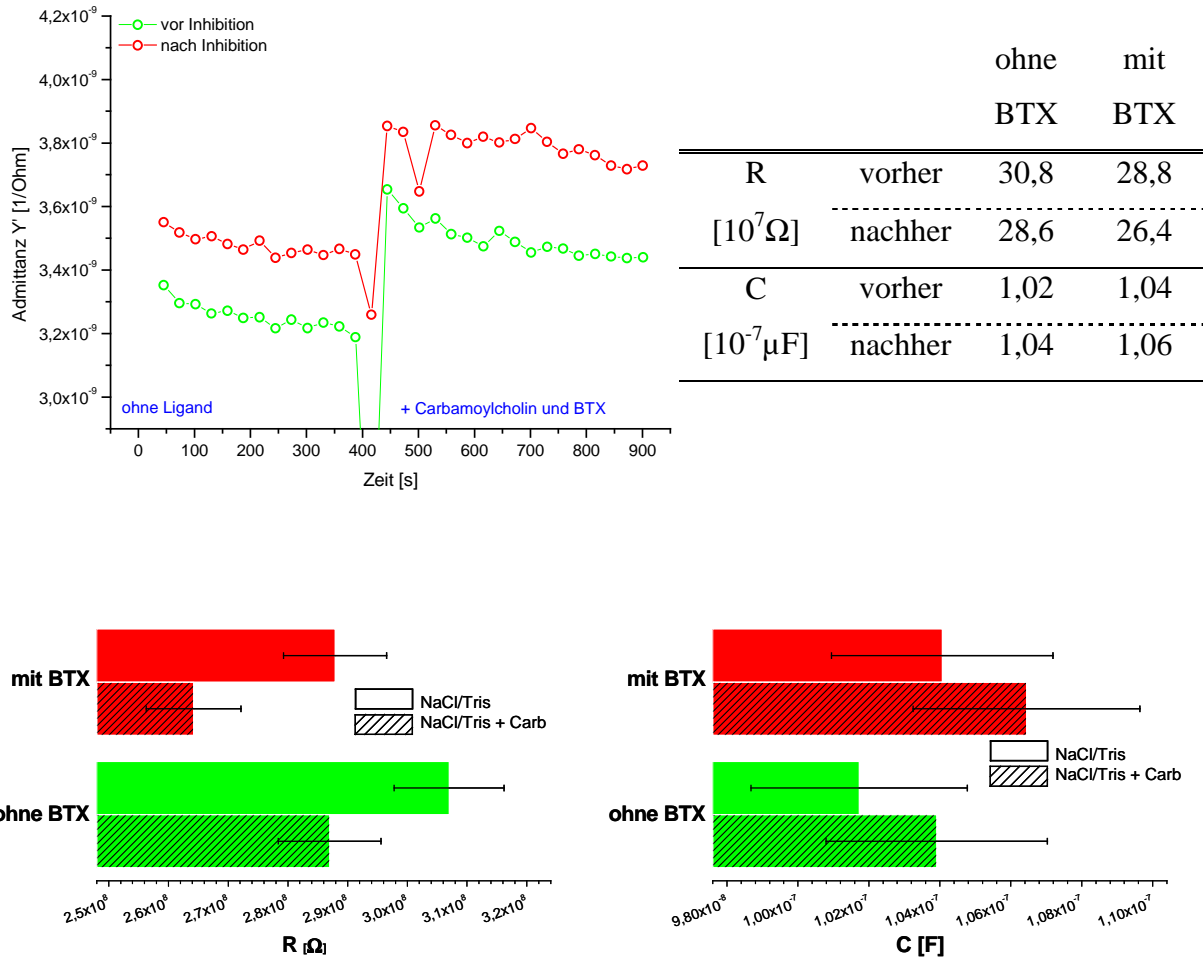 4,2x10⁻⁹
4,0x10⁻⁹
3,8x10⁻⁹
3,6x10⁻⁹
3,4x10⁻⁹
3,2x10⁻⁹
3,0x10⁻⁹
Admittanz Y' [1/Ohm]
vor Inhibition
nach Inhibition
ohne Ligand
+ Carbamoylcholin und BTX
0 100 200 300 400 500 600 700 800 900
Zeit [s]
ohne mit
BTX BTX
R vorher 30,8 28,8
[10⁷Ω] nachher 28,6 26,4
C vorher 1,02 1,04
[10⁻⁷µF] nachher 1,04 1,06
mit BTX
ohne BTX
NaCl/Tris
NaCl/Tris + Carb
2,5x10⁸ 2,6x10⁸ 2,7x10⁸ 2,8x10⁸ 2,9x10⁸ 3,0x10⁸ 3,1x10⁸ 3,2x10⁸
R [Ω]
mit BTX
ohne BTX
NaCl/Tris
NaCl/Tris + Carb
9,80x10⁻⁸ 1,00x10⁻⁷ 1,02x10⁻⁷ 1,04x10⁻⁷ 1,06x10⁻⁷ 1,08x10⁻⁷ 1,10x10⁻⁷
C [F]